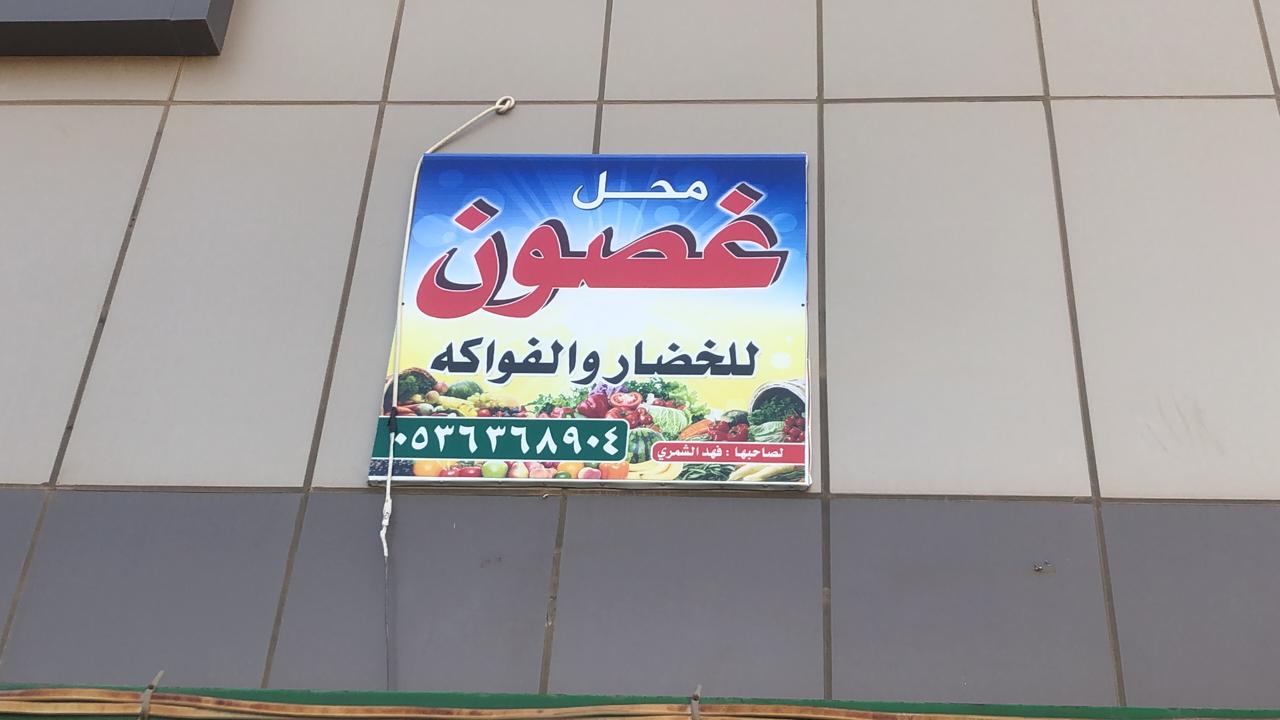 محل
غصون
للخضار والفواكه
٠٥٣٦٣٦٨٩٠٤
لصاحبها : فهد الشمري